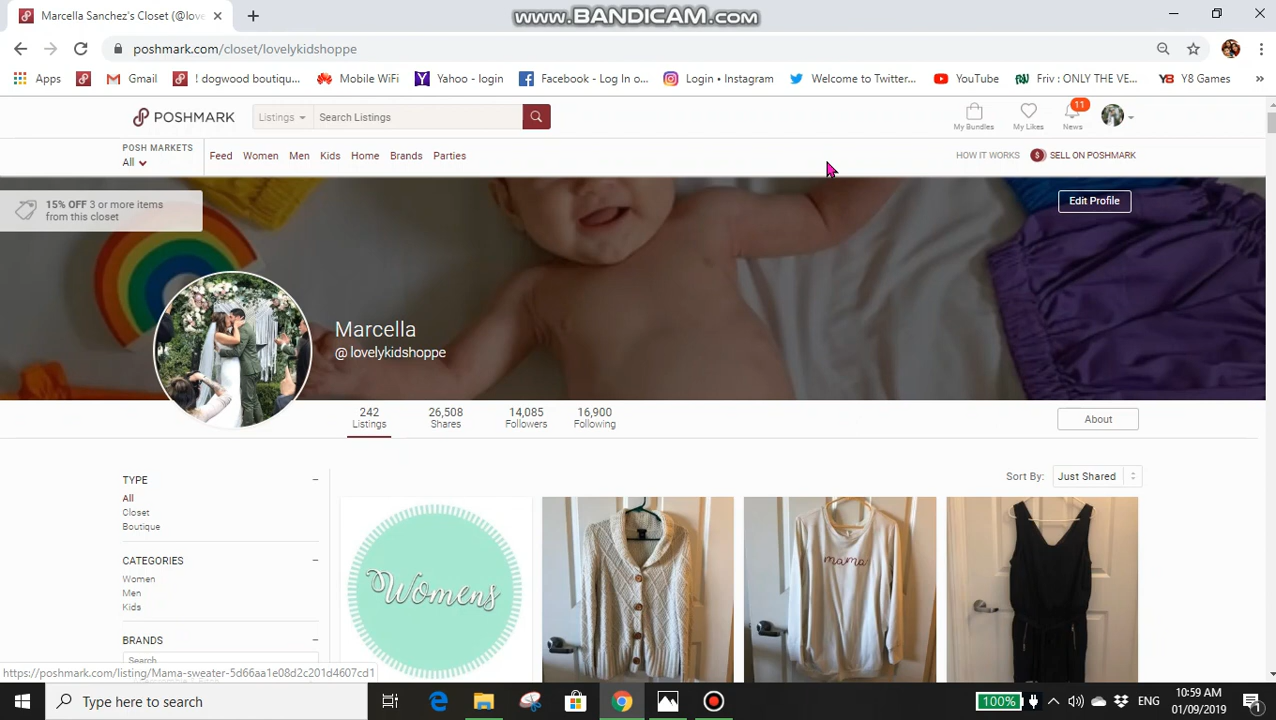 Marcella Sanchez's Closet (@love
www.BANDICAM.com
poshmark.com/closet/lovelykidshoppe
Apps
Gmail
! dogwood boutiqu...
Mobile WiFi
Yahoo - login
Facebook - Log In o...
Login • Instagram
Welcome to Twitter...
YouTube
Friv : ONLY THE VE...
Y8 Games
»
POSHMARK
Listings
Search Listings
My Bundles
My Likes
11
News
POSH MARKETS
All
Feed
Women
Men
Kids
Home
Brands
Parties
HOW IT WORKS
SELL ON POSHMARK
15% OFF 3 or more items
from this closet
Edit Profile
Marcella
@ lovelykidshoppe
242
Listings
26,508
Shares
14,085
Followers
16,900
Following
About
Sort By:
Just Shared
TYPE
All
Closet
Boutique
CATEGORIES
Women
Men
Kids
BRANDS
Search
Womens
mama
https://poshmark.com/listing/Mama-sweater-5d66aa1e08d2c201d4607cd1
Type here to search
100%
ENG
10:59 AM
01/09/2019
1